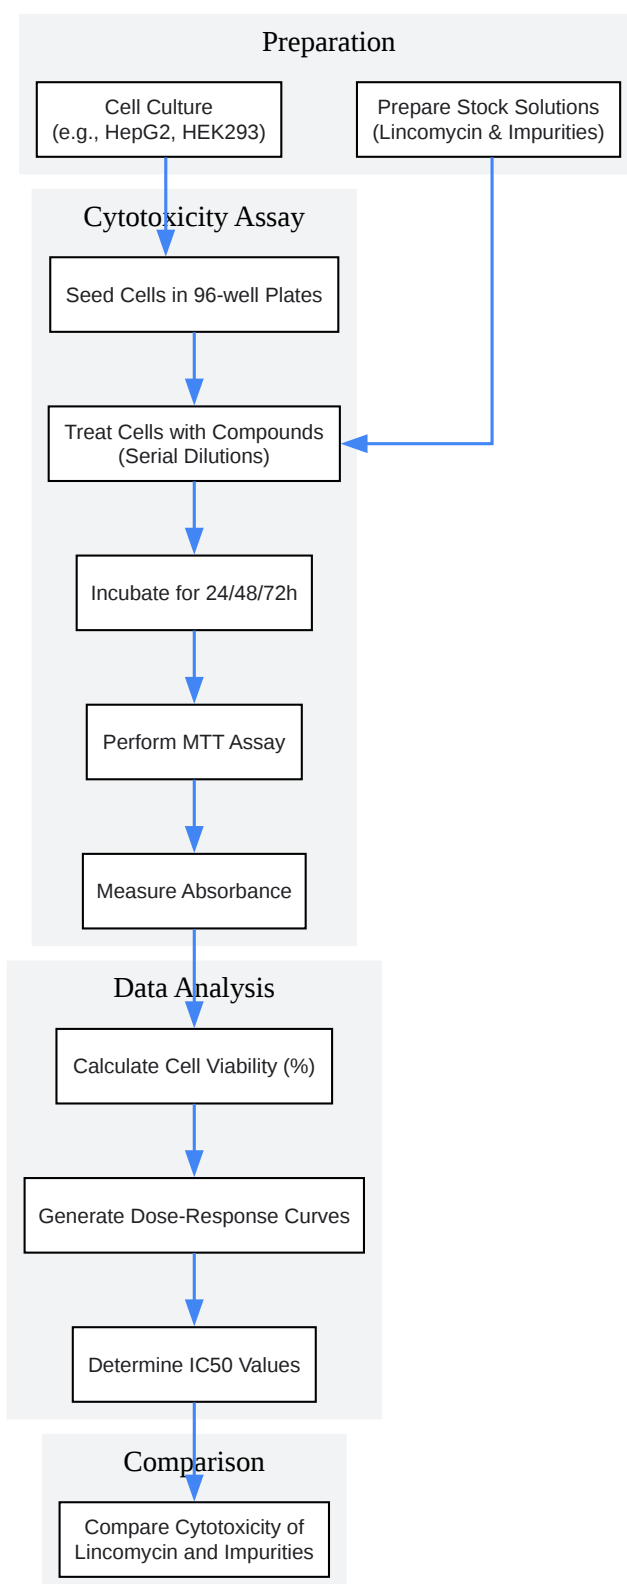 Preparation
Cell Culture
(e.g., HepG2, HEK293)
Prepare Stock Solutions
(Lincomycin & Impurities)
Cytotoxicity Assay
Seed Cells in 96-well Plates
Treat Cells with Compounds
(Serial Dilutions)
Incubate for 24/48/72h
Perform MTT Assay
Measure Absorbance
Data Analysis
Calculate Cell Viability (%)
Generate Dose-Response Curves
Determine IC50 Values
Comparison
Compare Cytotoxicity of
Lincomycin and Impurities